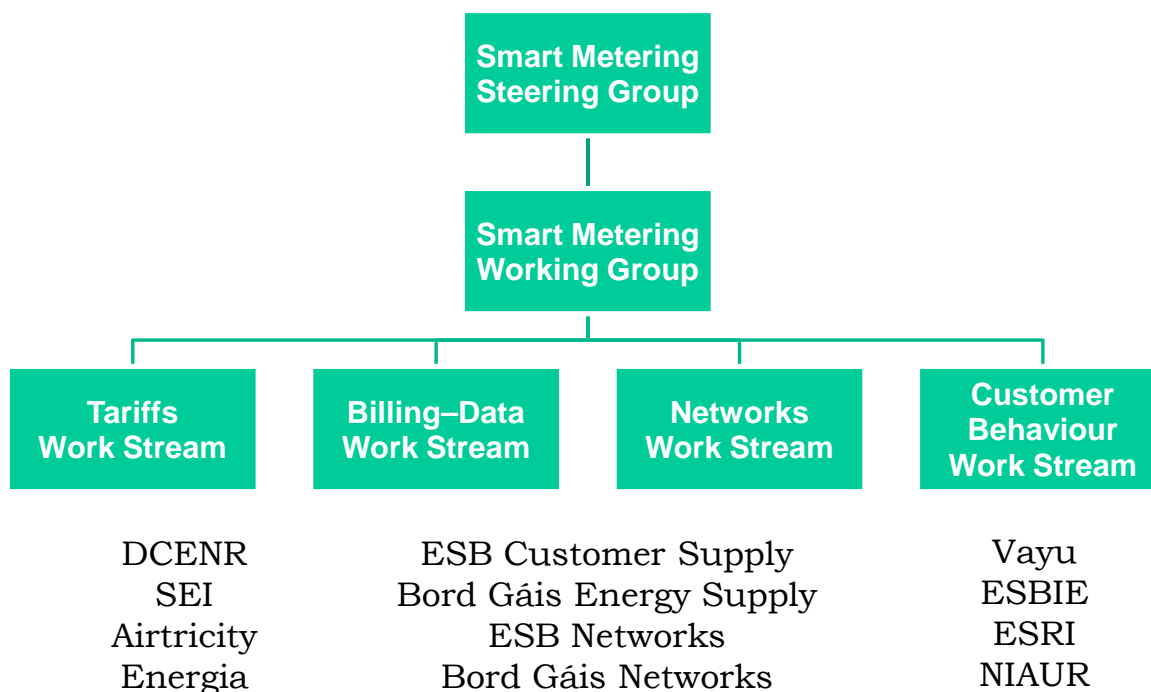 Smart Metering
Steering Group
Smart Metering
Working Group
Tariffs
Work Stream
Billing–Data
Work Stream
Networks
Work Stream
Customer
Behaviour
Work Stream
DCENR
SEI
Airtricity
Energia
ESB Customer Supply
Bord Gáis Energy Supply
ESB Networks
Bord Gáis Networks
Vayu
ESBIE
ESRI
NIAUR